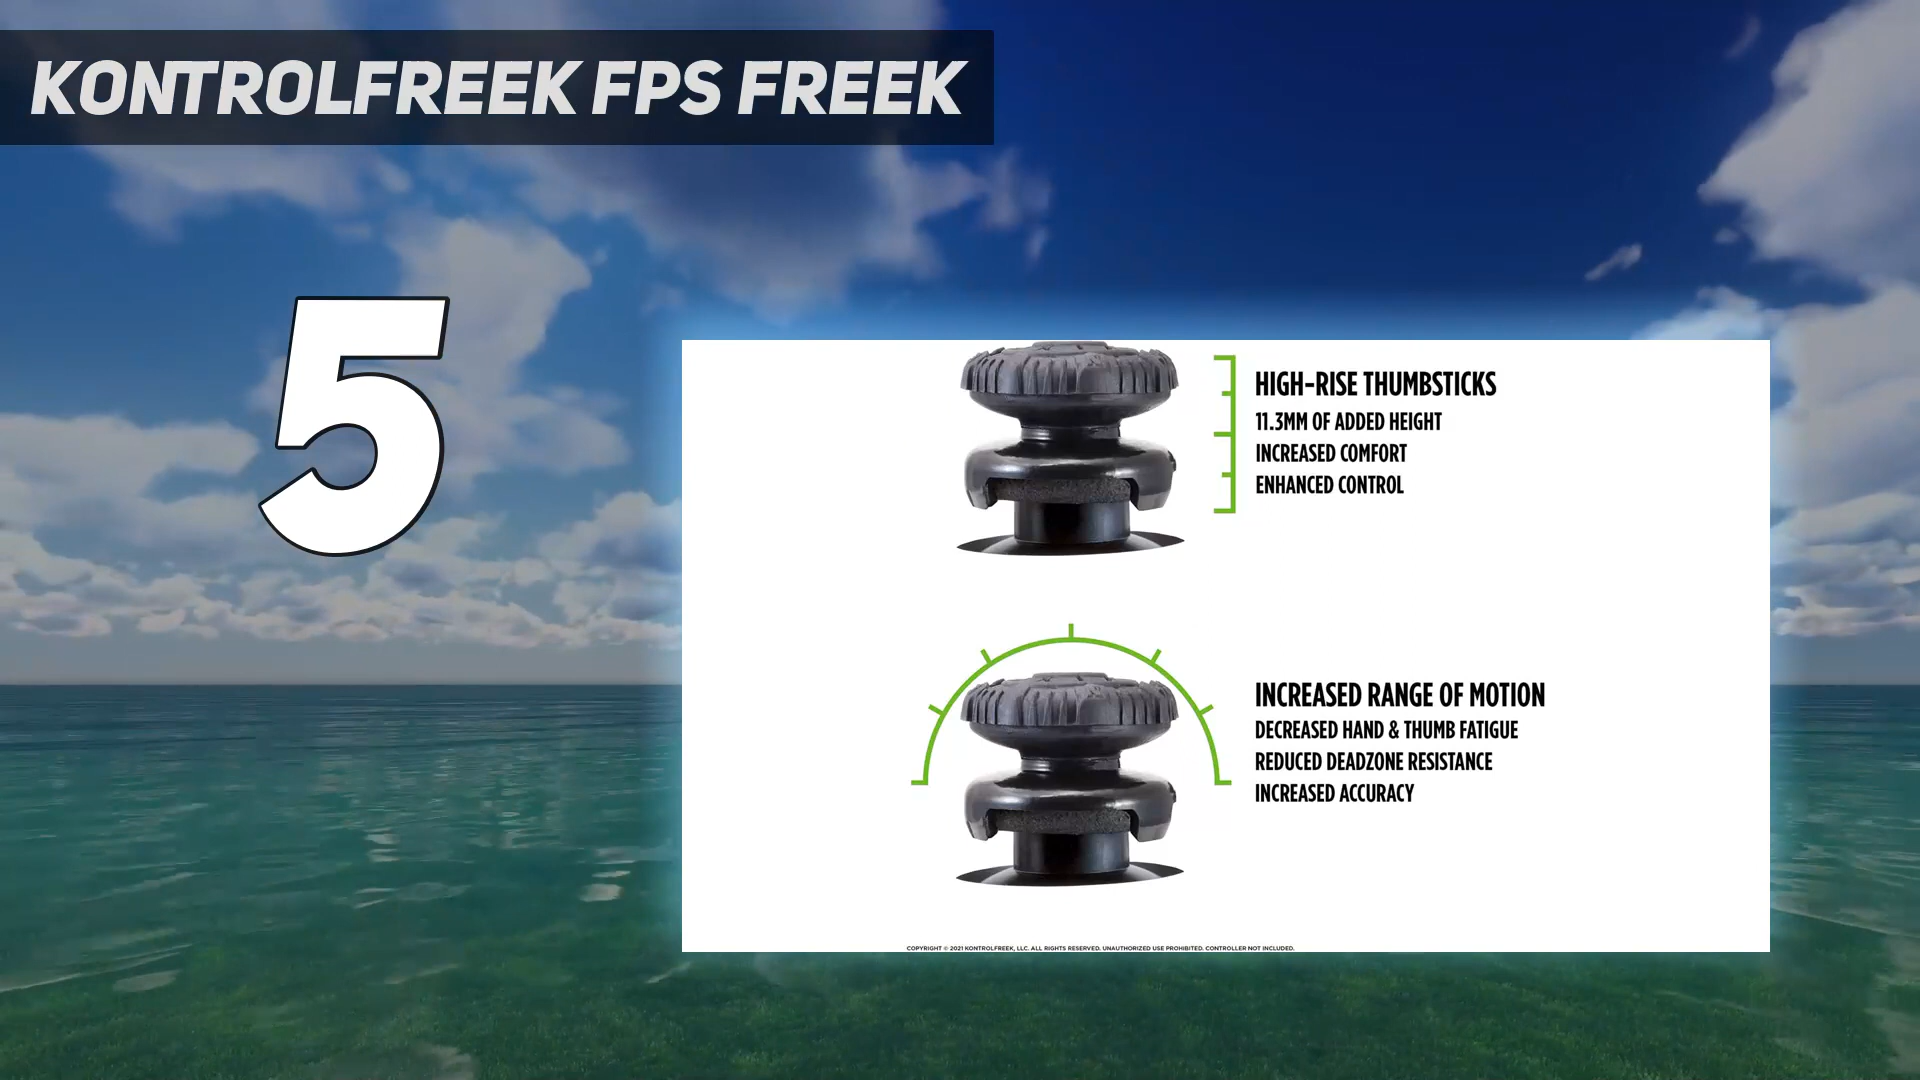 KONTROLFREEK FPS FREEK
5
HIGH-RISE THUMBSTICKS
11.3MM OF ADDED HEIGHT
INCREASED COMFORT
ENHANCED CONTROL
INCREASED RANGE OF MOTION
DECREASED HAND & THUMB FATIGUE
REDUCED DEADZONE RESISTANCE
INCREASED ACCURACY
COPYRIGHT © 2021 KONTROLFREEK, LLC. ALL RIGHTS RESERVED. UNAUTHORIZED USE PROHIBITED. CONTROLLER NOT INCLUDED.